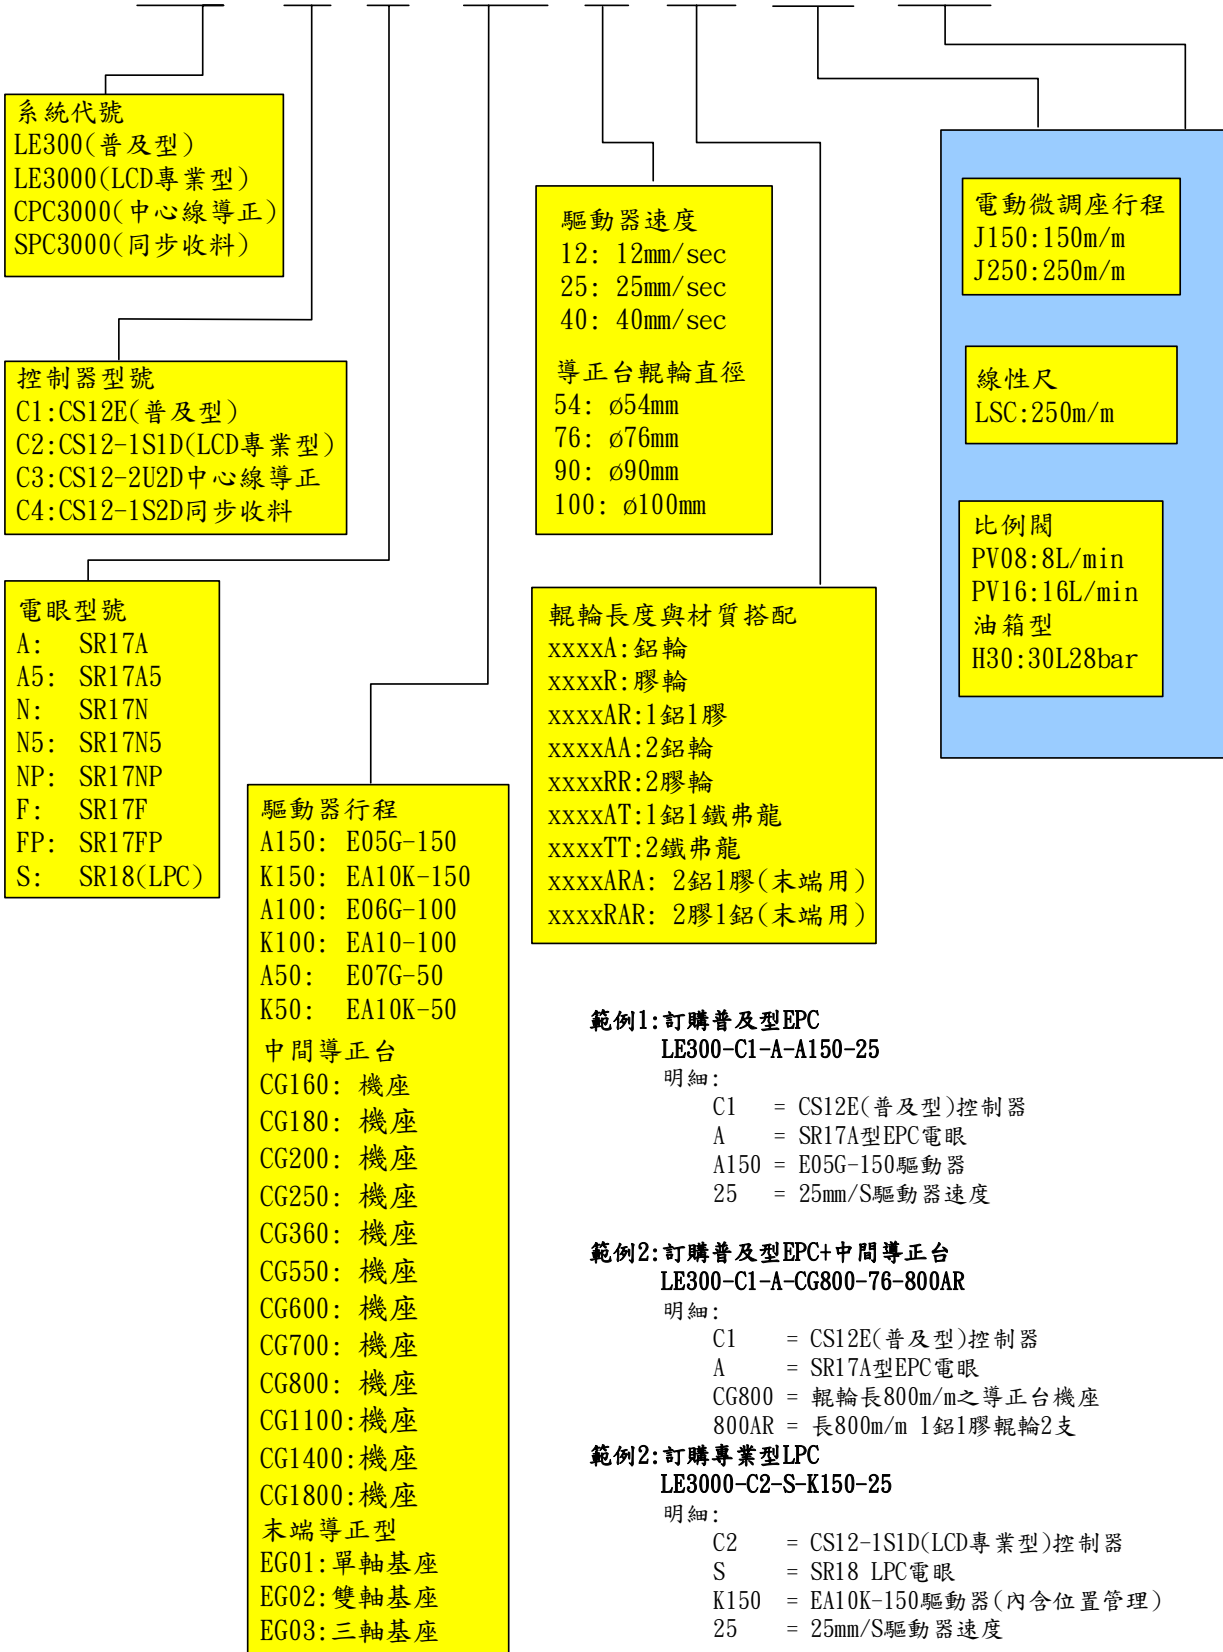 系統代號
LE300(普及型)
LE3000(LCD專業型)
CPC3000(中心線導正)
SPC3000(同步收料)
控制器型號
C1:CS12E(普及型)
C2:CS12-1S1D(LCD專業型)
C3:CS12-2U2D中心線導正
C4:CS12-1S2D同步收料
電眼型號
A: SR17A
A5: SR17A5
N: SR17N
N5: SR17N5
NP: SR17NP
F: SR17F
FP: SR17FP
S: SR18(LPC)
驅動器行程
A150: E05G-150
K150: EA10K-150
A100: E06G-100
K100: EA10-100
A50: E07G-50
K50: EA10K-50
中間導正台
CG160: 機座
CG180: 機座
CG200: 機座
CG250: 機座
CG360: 機座
CG550: 機座
CG600: 機座
CG700: 機座
CG800: 機座
CG1100:機座
CG1400:機座
CG1800:機座
末端導正型
EG01:單軸基座
EG02:雙軸基座
EG03:三軸基座
驅動器速度
12: 12mm/sec
25: 25mm/sec
40: 40mm/sec
導正台輥輪直徑
54: ø54mm
76: ø76mm
90: ø90mm
100: ø100mm
輥輪長度與材質搭配
xxxxA:鋁輪
xxxxR:膠輪
xxxxAR:1鋁1膠
xxxxAA:2鋁輪
xxxxRR:2膠輪
xxxxAT:1鋁1鐵弗龍
xxxxTT:2鐵弗龍
xxxxARA: 2鋁1膠(末端用)
xxxxRAR: 2膠1鋁(末端用)
電動微調座行程
J150:150m/m
J250:250m/m
線性尺
LSC:250m/m
比例閥
PV08:8L/min
PV16:16L/min
油箱型
H30:30L28bar
範例1:訂購普及型EPC
LE300-C1-A-A150-25
明細:
C1 = CS12E(普及型)控制器
A = SR17A型EPC電眼
A150 = E05G-150驅動器
25 = 25mm/S驅動器速度
範例2:訂購普及型EPC+中間導正台
LE300-C1-A-CG800-76-800AR
明細:
C1 = CS12E(普及型)控制器
A = SR17A型EPC電眼
CG800 = 輥輪長800m/m之導正台機座
800AR = 長800m/m 1鋁1膠輥輪2支
範例2:訂購專業型LPC
LE3000-C2-S-K150-25
明細:
C2 = CS12-1S1D(LCD專業型)控制器
S = SR18 LPC電眼
K150 = EA10K-150驅動器(內含位置管理)
25 = 25mm/S驅動器速度